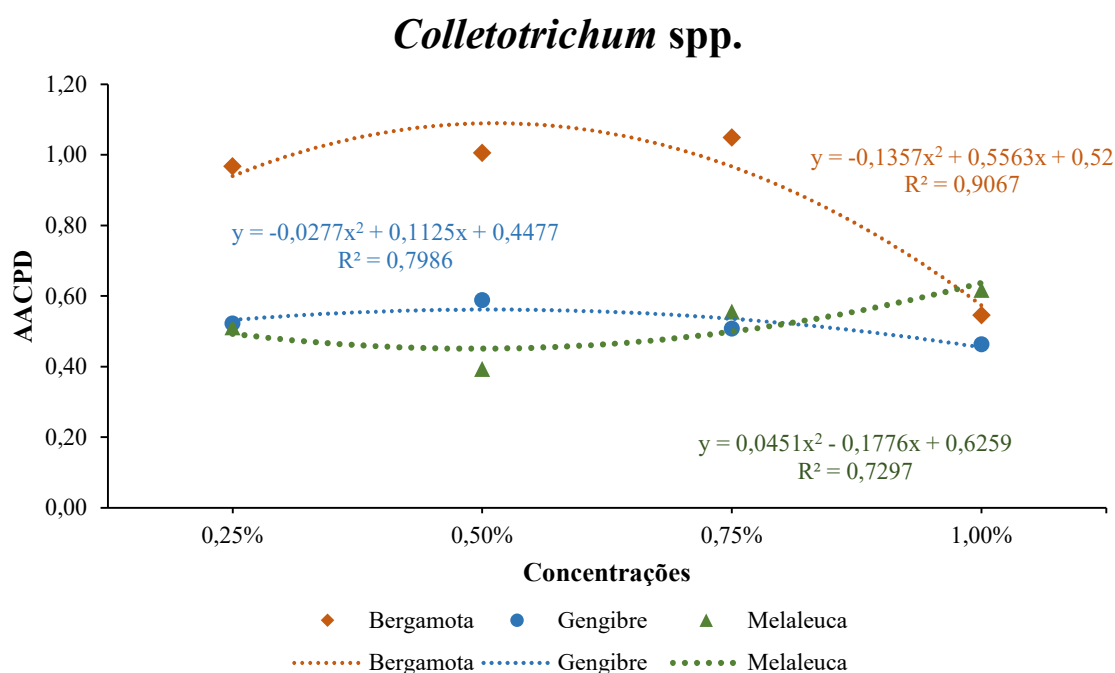 Colletotrichum spp.
1,20
1,00
0,80
0,60
0,40
0,20
0,00
AACPD
y = -0,1357x² + 0,5563x + 0,52
R² = 0,9067
y = -0,0277x² + 0,1125x + 0,4477
R² = 0,7986
y = 0,0451x² - 0,1776x + 0,6259
R² = 0,7297
0,25% 0,50% 0,75% 1,00%
Concentrações
Bergamota Gengibre Melaleuca
Bergamota Gengibre Melaleuca